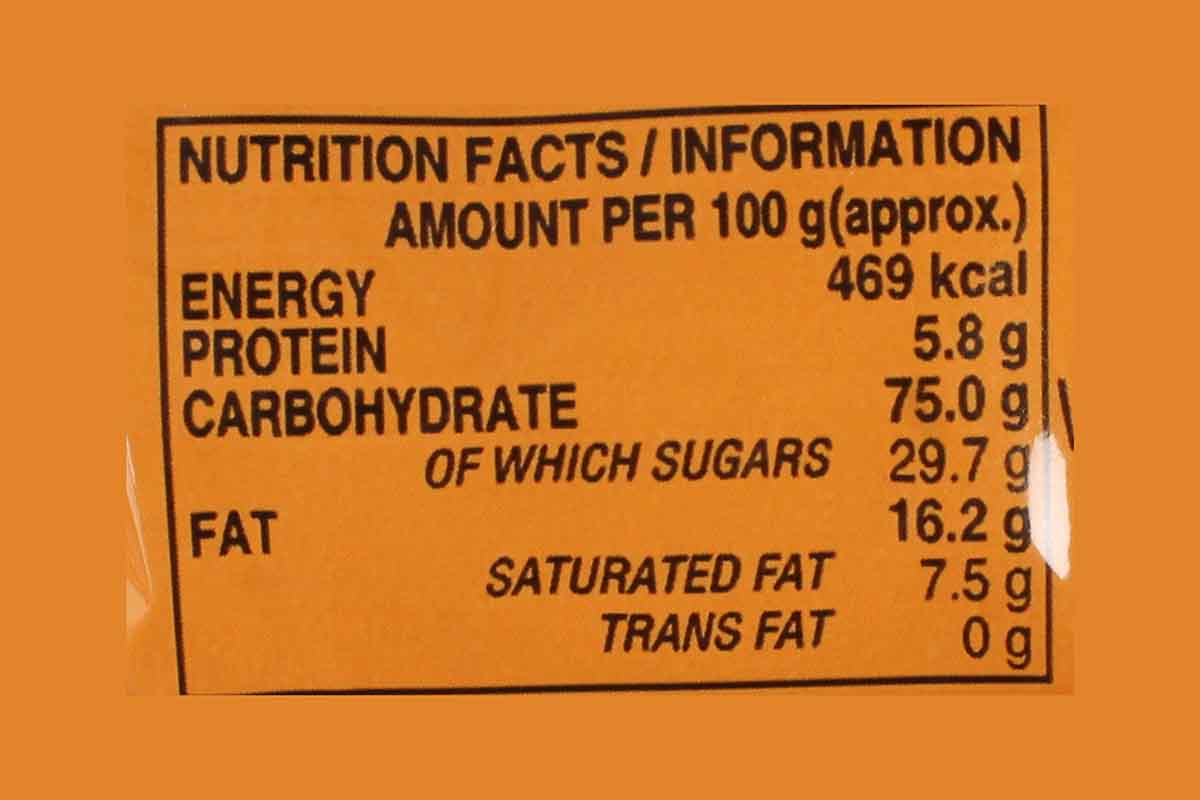 NUTRITION FACTS / INFORMATION
AMOUNT PER 100 g(approx.)
ENERGY 469 kcal
PROTEIN 5.8 g
CARBOHYDRATE 75.0 g
OF WHICH SUGARS 29.7 g
FAT 16.2 g
SATURATED FAT 7.5 g
TRANS FAT 0 g